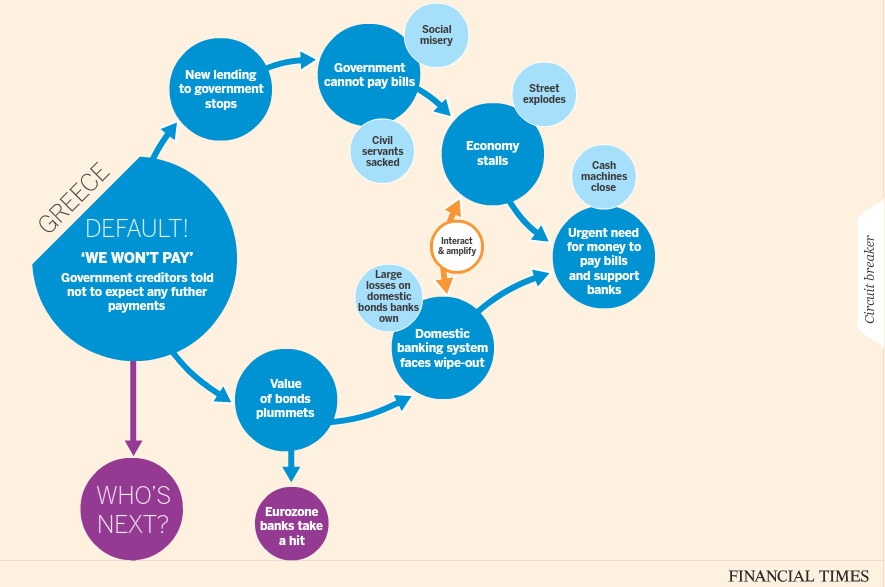 Social
misery
New lending
to government
stops
Government
cannot pay bills
Street
explodes
Civil
servants
sacked
Economy
stalls
Cash
machines
close
GREECE
DEFAULT!
‘WE WON’T PAY’
Government creditors told
not to expect any futher
payments
Interact
& amplify
Urgent need
for money to
pay bills
and support
banks
Circuit breaker
Large
losses on
domestic
bonds banks
own
Domestic
banking system
faces wipe-out
Value
of bonds
plummets
WHO’S
NEXT?
Eurozone
banks take
a hit
FINANCIAL TIMES